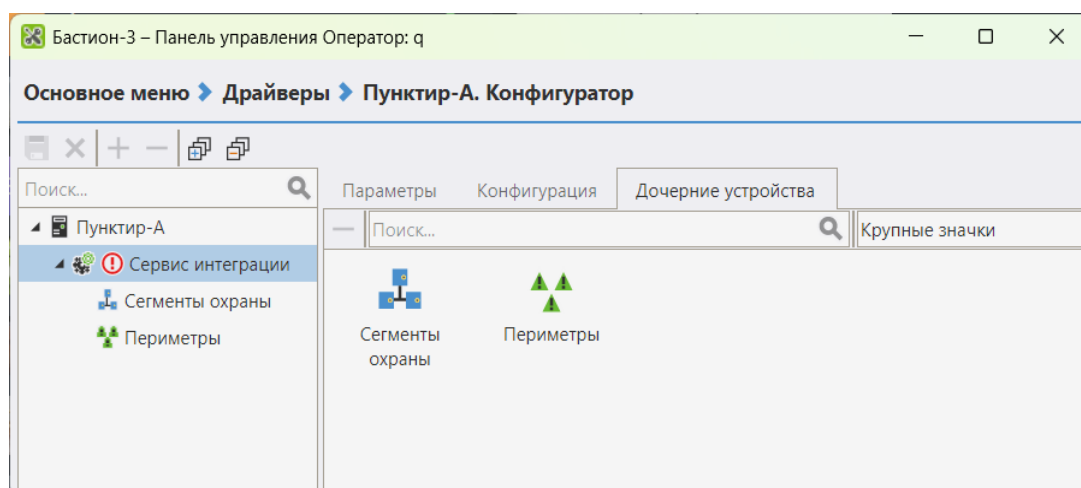 Бастион-3 – Панель управления Оператор: q
Основное меню Драйверы Пунктир-А. Конфигуратор
Поиск...
Параметры Конфигурация Дочерние устройства
Пунктир-А
Поиск...
Крупные значки
Сервис интеграции
Сегменты охраны
Периметры
Сегменты
охраны
Периметры